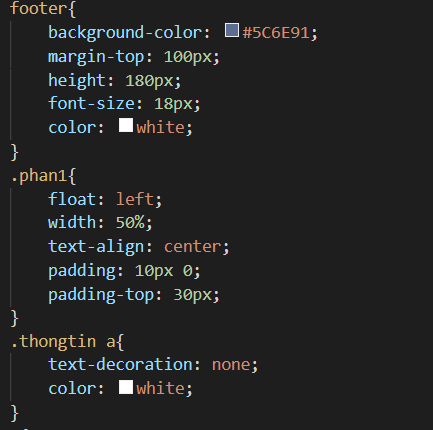 footer{
    background-color: #5C6E91;
    margin-top: 100px;
    height: 180px;
    font-size: 18px;
    color: white;
}
.phan1{
    float: left;
    width: 50%;
    text-align: center;
    padding: 10px 0;
    padding-top: 30px;
}
.thongtin a{
    text-decoration: none;
    color: white;
}